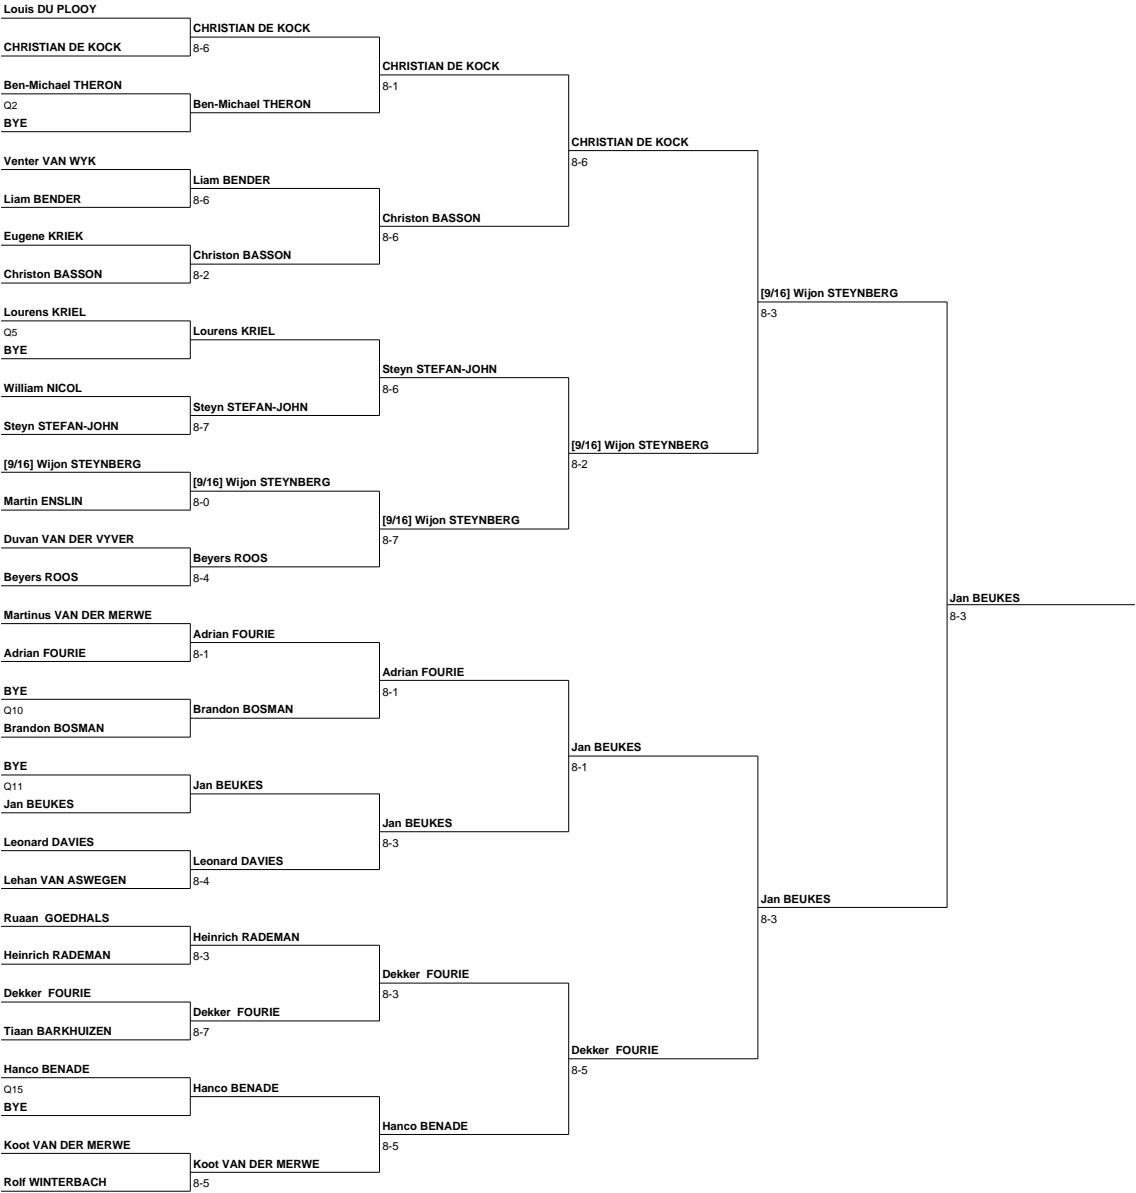 Louis DU PLOOY
CHRISTIAN DE KOCK
CHRISTIAN DE KOCK
8-6
CHRISTIAN DE KOCK
8-1
Ben-Michael THERON
Q2
Ben-Michael THERON
BYE
CHRISTIAN DE KOCK
8-6
Venter VAN WYK
Liam BENDER
Liam BENDER
8-6
Christon BASSON
8-6
Eugene KRIEK
Christon BASSON
Christon BASSON
8-2
[9/16] Wijon STEYNBERG
8-3
Lourens KRIEL
Q5
Lourens KRIEL
BYE
Steyn STEFAN-JOHN
8-6
William NICOL
Steyn STEFAN-JOHN
Steyn STEFAN-JOHN
8-7
[9/16] Wijon STEYNBERG
8-2
[9/16] Wijon STEYNBERG
[9/16] Wijon STEYNBERG
Martin ENSLIN
8-0
[9/16] Wijon STEYNBERG
8-7
Duvan VAN DER VYVER
Beyers ROOS
Beyers ROOS
8-4
Jan BEUKES
8-3
Martinus VAN DER MERWE
Adrian FOURIE
Adrian FOURIE
8-1
Adrian FOURIE
8-1
BYE
Q10
Brandon BOSMAN
Brandon BOSMAN
Jan BEUKES
8-1
BYE
Q11
Jan BEUKES
Jan BEUKES
Jan BEUKES
8-3
Leonard DAVIES
Leonard DAVIES
Lehan VAN ASWEGEN
8-4
Jan BEUKES
8-3
Ruaan  GOEDHALS
Heinrich RADEMAN
Heinrich RADEMAN
8-3
Dekker  FOURIE
8-3
Dekker  FOURIE
Dekker  FOURIE
Tiaan BARKHUIZEN
8-7
Dekker  FOURIE
8-5
Hanco BENADE
Q15
Hanco BENADE
BYE
Hanco BENADE
8-5
Koot VAN DER MERWE
Koot VAN DER MERWE
Rolf WINTERBACH
8-5